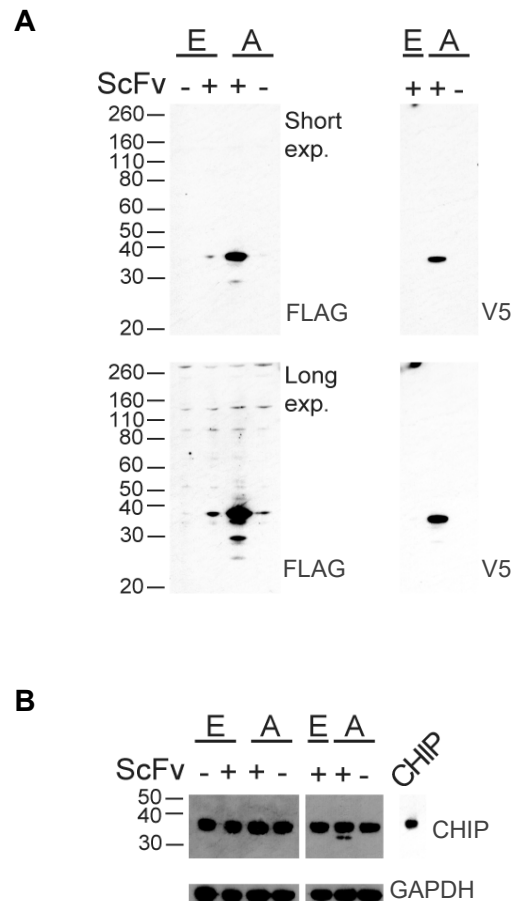 A
E A E A
ScFv - + + - + + -
260
160
110
80
60
50
40
30
20
Short
exp.
FLAG
V5
260
160
110
80
60
50
40
30
20
Long
exp.
FLAG
V5
B
E A E A CHIP
ScFv - + + - + + -
50
40
30
CHIP
GAPDH